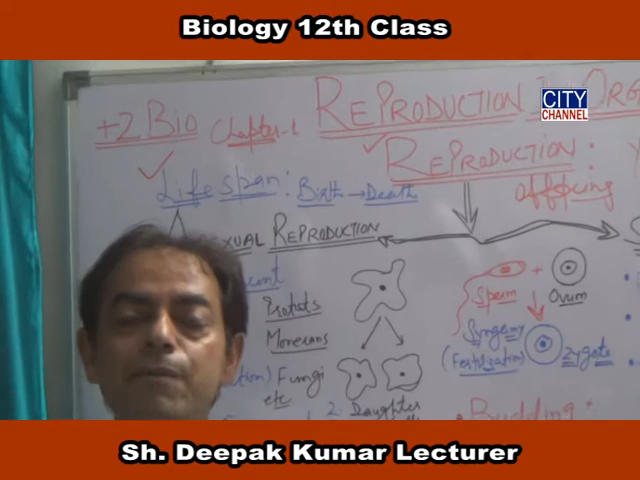 Biology 12th Class
+2 Bio Chapter-1 REPRODUCTION
CITY
CHANNEL
REPRODUCTION:
Life span: Birth → Death
offspring
REPRODUCTION
Sperm + Ovum
Protists
Monerans
Syngamy
(Fertilization) Zygote
Fungi
etc
2 Daughter
Budding:
Sh. Deepak Kumar Lecturer